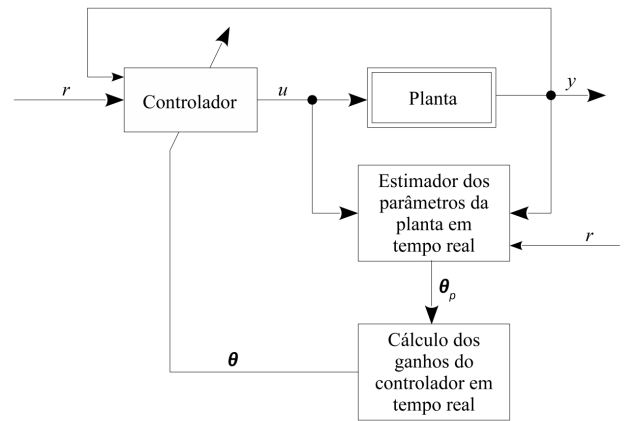 r
Controlador
u
Planta
y
Estimador dos
parâmetros da
planta em
tempo real
r
θp
Cálculo dos
ganhos do
controlador em
tempo real
θ